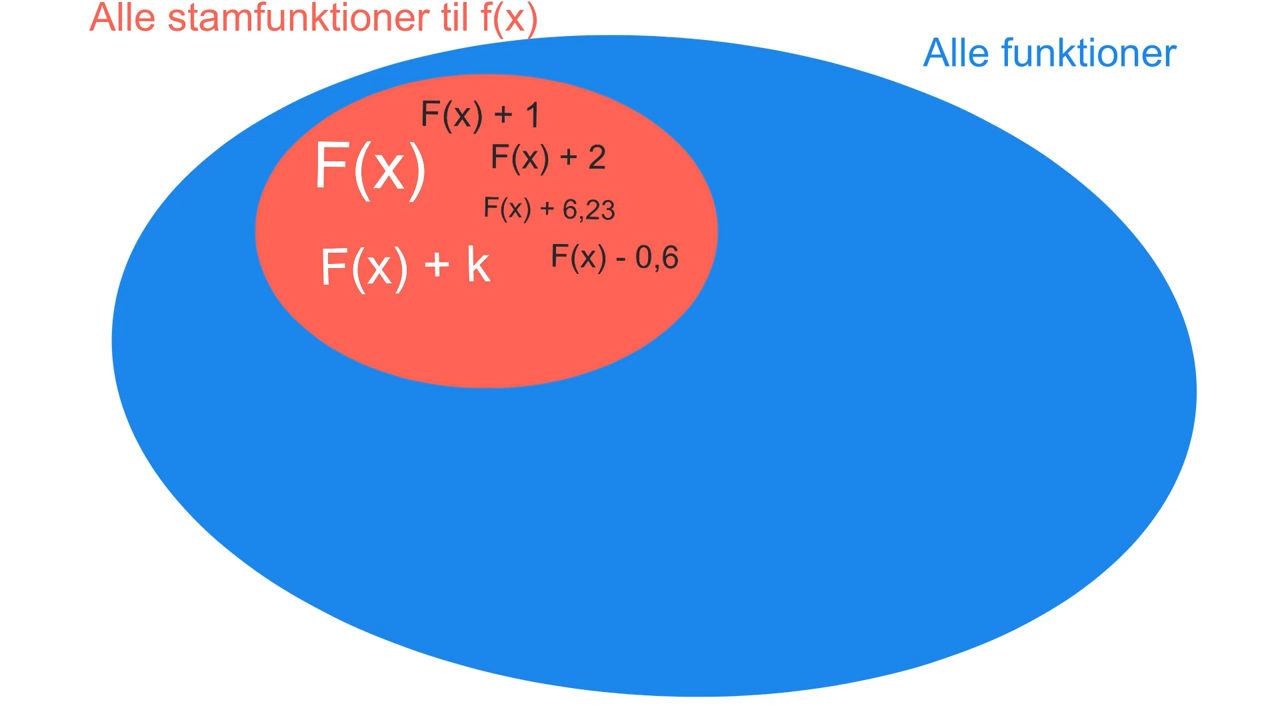 Alle stamfunktioner til f(x)
Alle funktioner
F(x) + 1
F(x)
F(x) + 2
F(x) + 6,23
F(x) + k
F(x) - 0,6